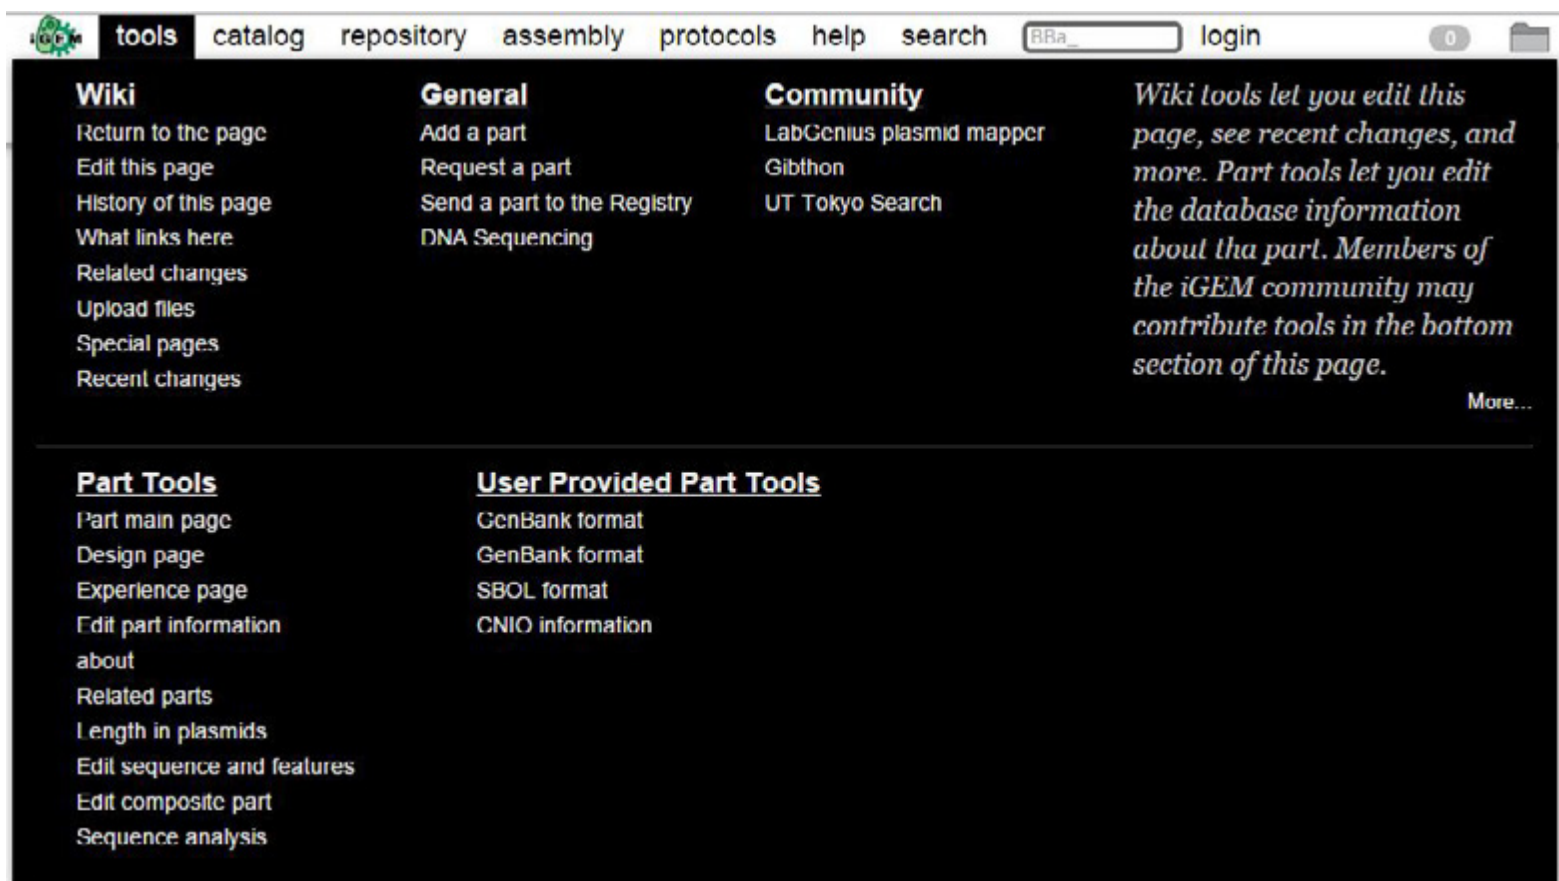 iGEM tools catalog repository assembly protocols help search BBa_ login 0
Wiki
Return to the page
Edit this page
History of this page
What links here
Related changes
Upload files
Special pages
Recent changes
General
Add a part
Request a part
Send a part to the Registry
DNA Sequencing
Community
LabGenius plasmid mapper
Gibthon
UT Tokyo Search
Wiki tools let you edit this
page, see recent changes, and
more. Part tools let you edit
the database information
about tha part. Members of
the iGEM community may
contribute tools in the bottom
section of this page.
More...
Part Tools
Part main page
Design page
Experience page
Edit part information
about
Related parts
Length in plasmids
Edit sequence and features
Edit composite part
Sequence analysis
User Provided Part Tools
GenBank format
GenBank format
SBOL format
CNIO information